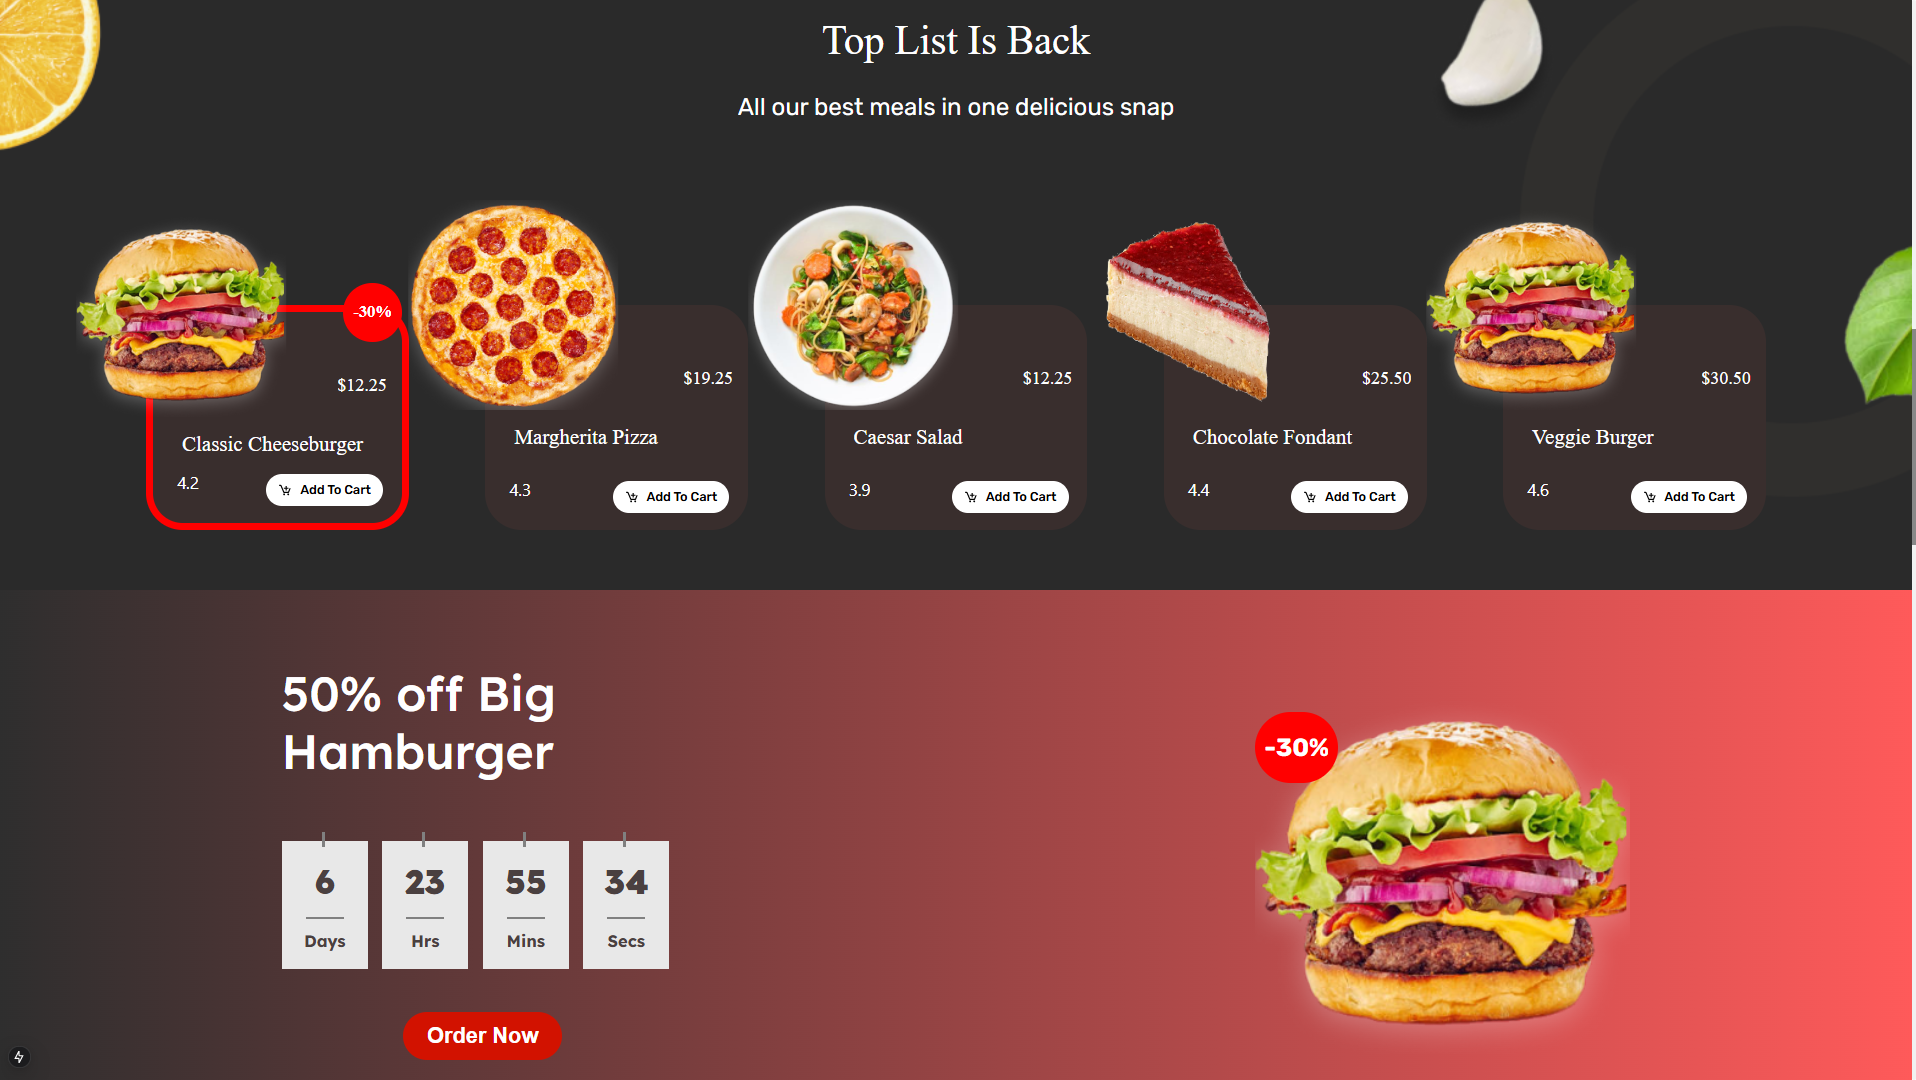 Top List Is Back
All our best meals in one delicious snap
-30%
$12.25
Classic Cheeseburger
4.2
Add To Cart
$19.25
Margherita Pizza
4.3
Add To Cart
$12.25
Caesar Salad
3.9
Add To Cart
$25.50
Chocolate Fondant
4.4
Add To Cart
$30.50
Veggie Burger
4.6
Add To Cart
50% off Big
Hamburger
6
Days
23
Hrs
55
Mins
34
Secs
Order Now
-30%